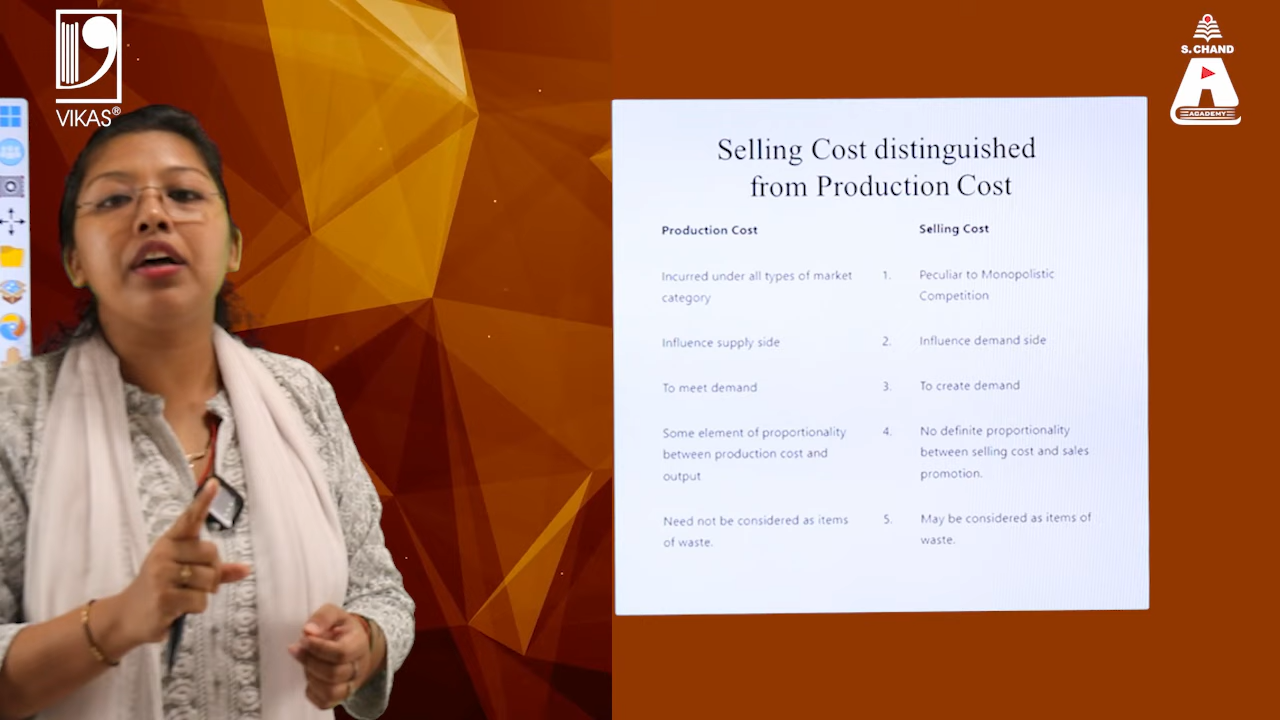 VIKAS®
S.CHAND
ACADEMY
Selling Cost distinguished
from Production Cost
Production Cost
Selling Cost
Incurred under all types of market
category
1.
Peculiar to Monopolistic
Competition
Influence supply side
2.
Influence demand side
To meet demand
3.
To create demand
Some element of proportionality
between production cost and
output
4.
No definite proportionality
between selling cost and sales
promotion.
Need not be considered as items
of waste.
5.
May be considered as items of
waste.